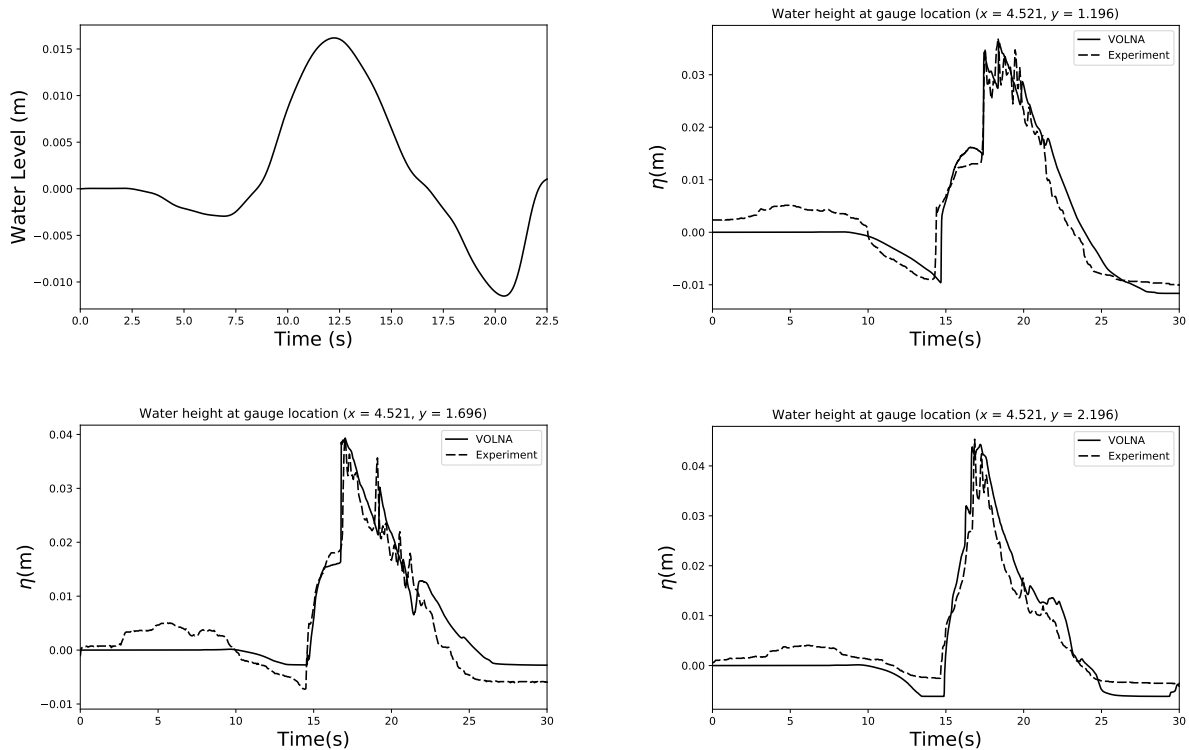 0.015
0.010
0.005
0.000
−0.005
−0.010
Water Level (m)
0.0 2.5 5.0 7.5 10.0 12.5 15.0 17.5 20.0 22.5
Time (s)
Water height at gauge location (x = 4.521, y = 1.196)
VOLNA
Experiment
0.03
0.02
0.01
0.00
−0.01
η(m)
0 5 10 15 20 25 30
Time(s)
Water height at gauge location (x = 4.521, y = 1.696)
VOLNA
Experiment
0.04
0.03
0.02
0.01
0.00
−0.01
η(m)
0 5 10 15 20 25 30
Time(s)
Water height at gauge location (x = 4.521, y = 2.196)
VOLNA
Experiment
0.04
0.03
0.02
0.01
0.00
η(m)
0 5 10 15 20 25 30
Time(s)